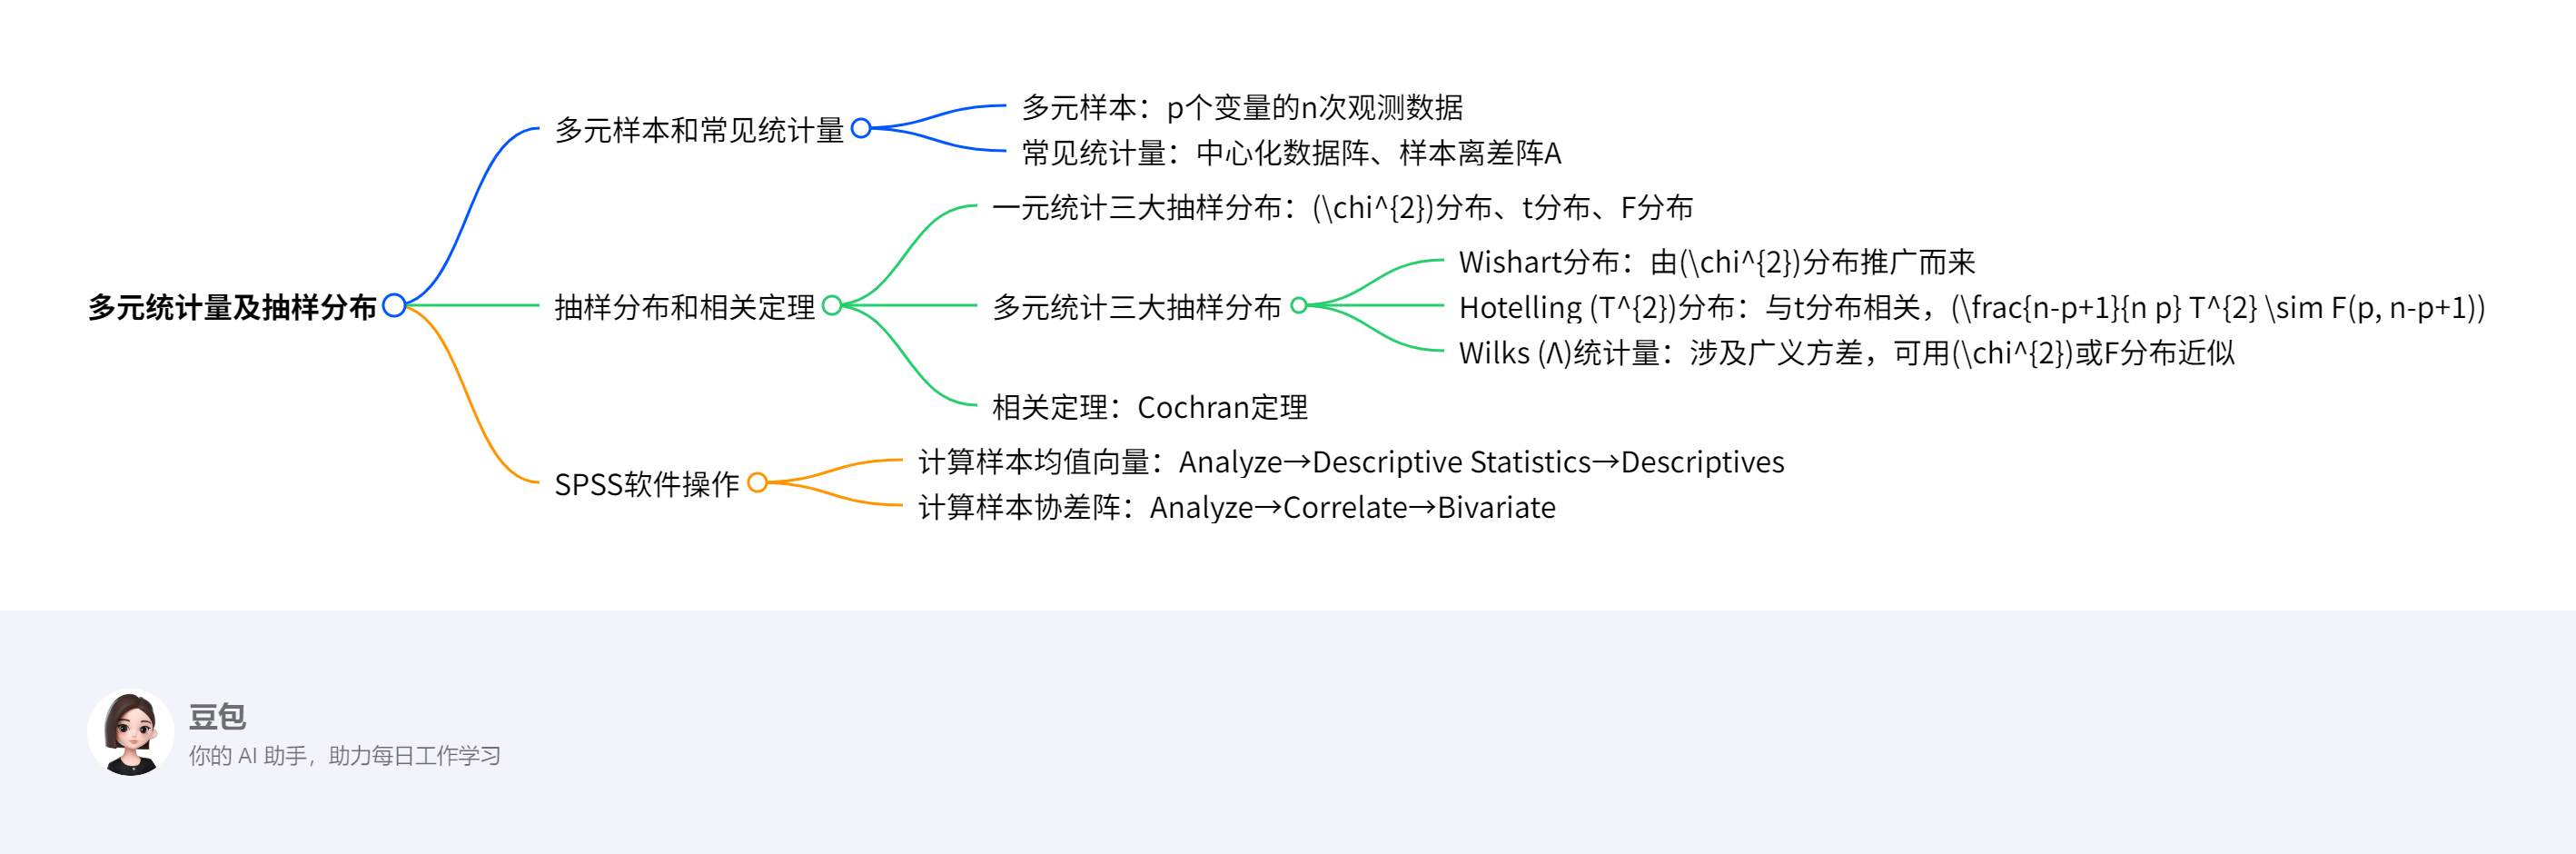 多元统计量及抽样分布
多元样本和常见统计量
多元样本：p个变量的n次观测数据
常见统计量：中心化数据阵、样本离差阵A
抽样分布和相关定理
一元统计三大抽样分布：(\chi^{2})分布、t分布、F分布
多元统计三大抽样分布
Wishart分布：由(\chi^{2})分布推广而来
Hotelling (T^{2})分布：与t分布相关，(\frac{n-p+1}{n p} T^{2} \sim F(p, n-p+1))
Wilks (Λ)统计量：涉及广义方差，可用(\chi^{2})或F分布近似
相关定理：Cochran定理
SPSS软件操作
计算样本均值向量：Analyze→Descriptive Statistics→Descriptives
计算样本协差阵：Analyze→Correlate→Bivariate
豆包
你的 AI 助手，助力每日工作学习